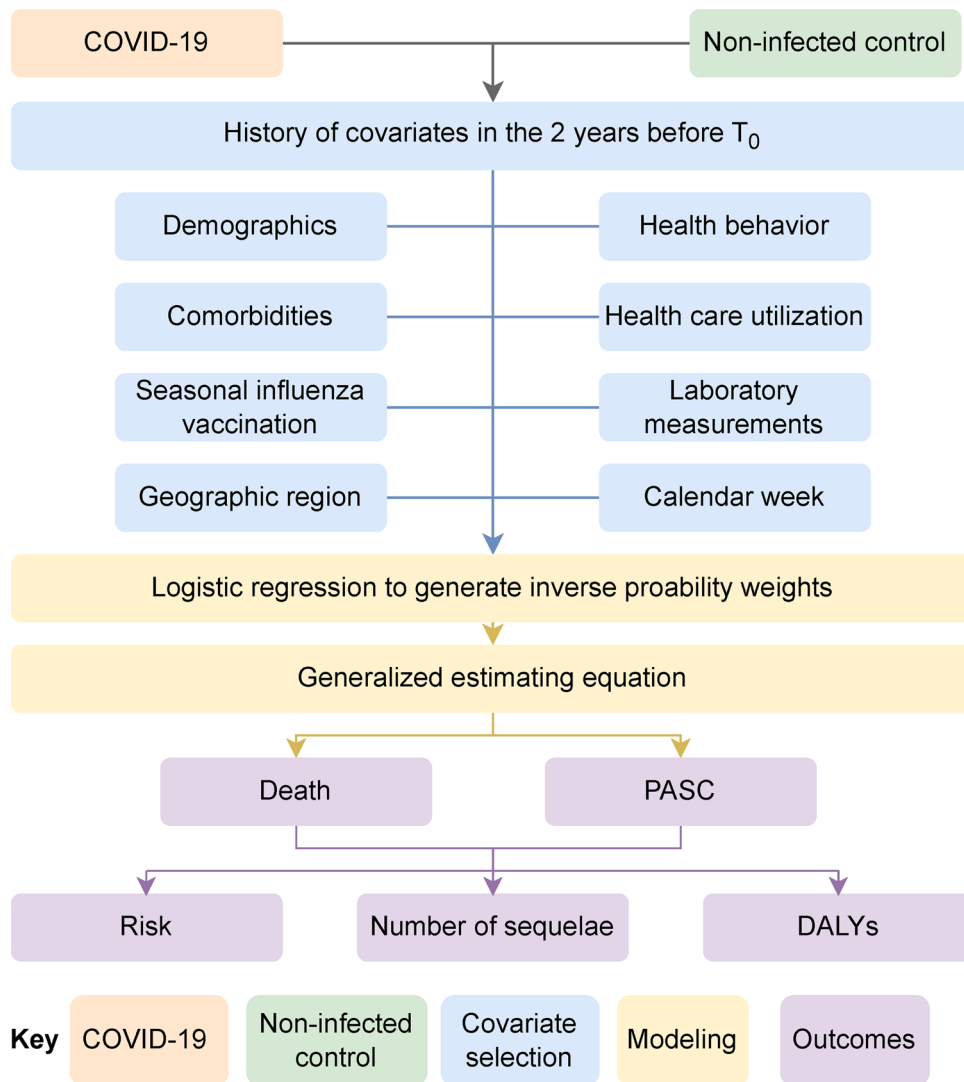 COVID-19
Non-infected control
History of covariates in the 2 years before T₀
Demographics
Health behavior
Comorbidities
Health care utilization
Seasonal influenza
vaccination
Laboratory
measurements
Geographic region
Calendar week
Logistic regression to generate inverse proability weights
Generalized estimating equation
Death
PASC
Risk
Number of sequelae
DALYs
Key
COVID-19
Non-infected
control
Covariate
selection
Modeling
Outcomes